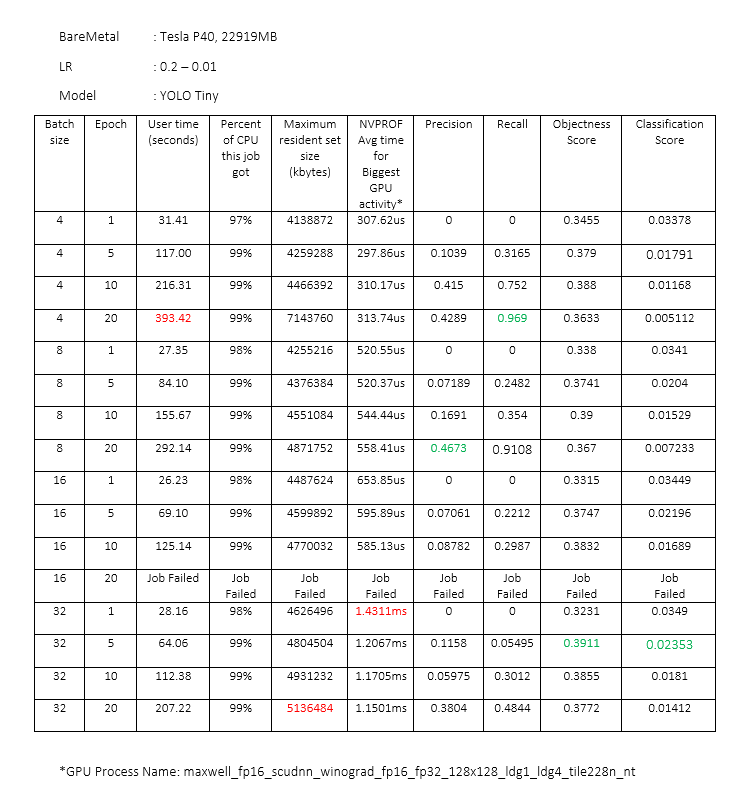 BareMetal : Tesla P40, 22919MB
LR : 0.2 – 0.01
Model : YOLO Tiny
Batch size Epoch User time (seconds) Percent of CPU this job got Maximum resident set size (kbytes) NVPROF Avg time for Biggest GPU activity* Precision Recall Objectness Score Classification Score
4 1 31.41 97% 4138872 307.62us 0 0 0.3455 0.03378
4 5 117.00 99% 4259288 297.86us 0.1039 0.3165 0.379 0.01791
4 10 216.31 99% 4466392 310.17us 0.415 0.752 0.388 0.01168
4 20 393.42 99% 7143760 313.74us 0.4289 0.969 0.3633 0.005112
8 1 27.35 98% 4255216 520.55us 0 0 0.338 0.0341
8 5 84.10 99% 4376384 520.37us 0.07189 0.2482 0.3741 0.0204
8 10 155.67 99% 4551084 544.44us 0.1691 0.354 0.39 0.01529
8 20 292.14 99% 4871752 558.41us 0.4673 0.9108 0.367 0.007233
16 1 26.23 98% 4487624 653.85us 0 0 0.3315 0.03449
16 5 69.10 99% 4599892 595.89us 0.07061 0.2212 0.3747 0.02196
16 10 125.14 99% 4770032 585.13us 0.08782 0.2987 0.3832 0.01689
16 20 Job Failed Job Failed Job Failed Job Failed Job Failed Job Failed Job Failed Job Failed
32 1 28.16 98% 4626496 1.4311ms 0 0 0.3231 0.0349
32 5 64.06 99% 4804504 1.2067ms 0.1158 0.05495 0.3911 0.02353
32 10 112.38 99% 4931232 1.1705ms 0.05975 0.3012 0.3855 0.0181
32 20 207.22 99% 5136484 1.1501ms 0.3804 0.4844 0.3772 0.01412
*GPU Process Name: maxwell_fp16_scudnn_winograd_fp16_fp32_128x128_ldg1_ldg4_tile228n_nt